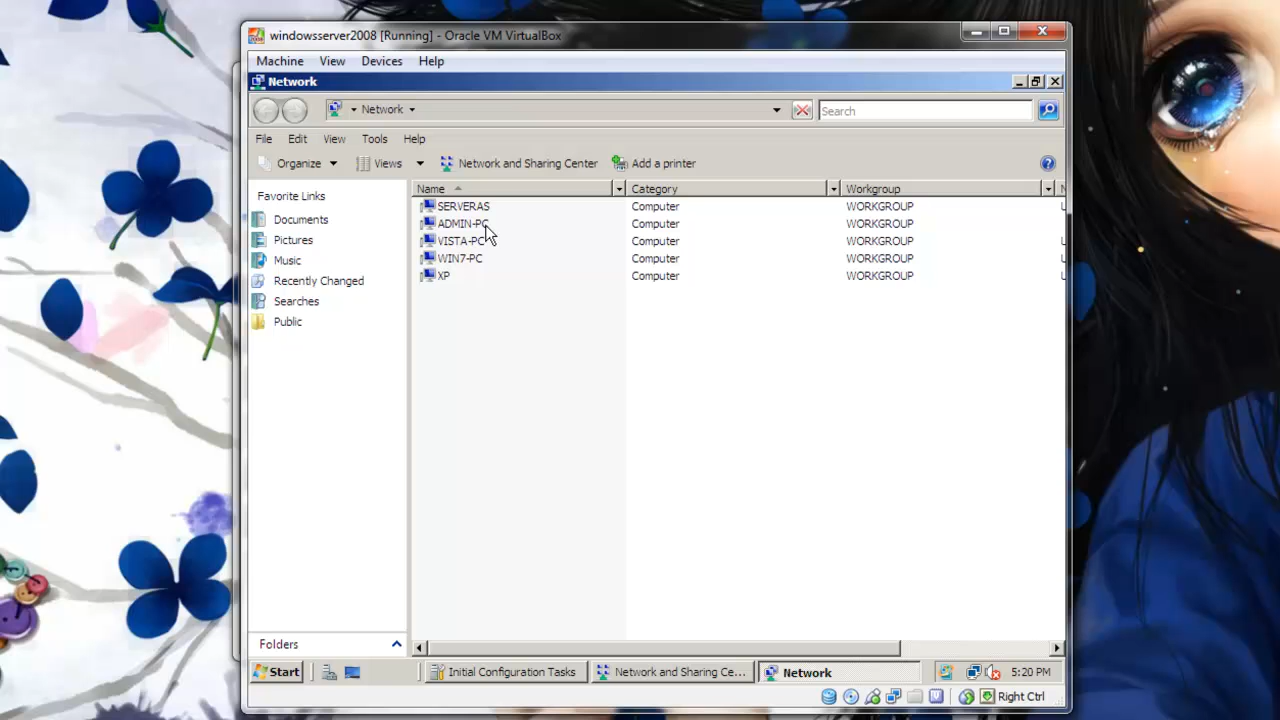 windowsserver2008 [Running] - Oracle VM VirtualBox
Machine View Devices Help
Network
Network
Search
File Edit View Tools Help
Organize Views Network and Sharing Center Add a printer
Favorite Links
Documents
Pictures
Music
Recently Changed
Searches
Public
Folders
Name Category Workgroup
SERVERAS Computer WORKGROUP
ADMIN-PC Computer WORKGROUP
VISTA-PC Computer WORKGROUP
WIN7-PC Computer WORKGROUP
XP Computer WORKGROUP
Start Initial Configuration Tasks Network and Sharing Ce... Network 5:20 PM
Right Ctrl